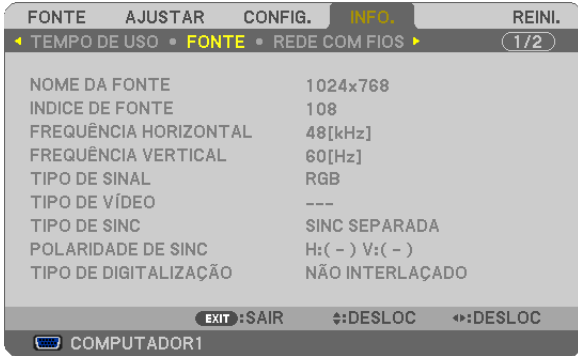 FONTE AJUSTAR CONFIG. INFO. REINI.
TEMPO DE USO • FONTE • REDE COM FIOS 1/2
NOME DA FONTE 1024x768
INDICE DE FONTE 108
FREQUÊNCIA HORIZONTAL 48[kHz]
FREQUÊNCIA VERTICAL 60[Hz]
TIPO DE SINAL RGB
TIPO DE VÍDEO ---
TIPO DE SINC SINC SEPARADA
POLARIDADE DE SINC H:( - ) V:( - )
TIPO DE DIGITALIZAÇÃO NÃO INTERLAÇADO
EXIT :SAIR :DESLOC :DESLOC
COMPUTADOR1